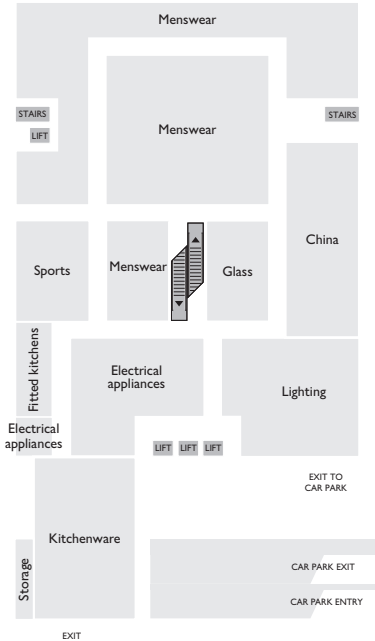 Menswear
STAIRS
STAIRS
LIFT
Menswear
China
Sports
Menswear
Glass
Fitted kitchens
Electrical
appliances
Lighting
Electrical
appliances
LIFT LIFT LIFT
EXIT TO
CAR PARK
Kitchenware
Storage
CAR PARK EXIT
CAR PARK ENTRY
EXIT